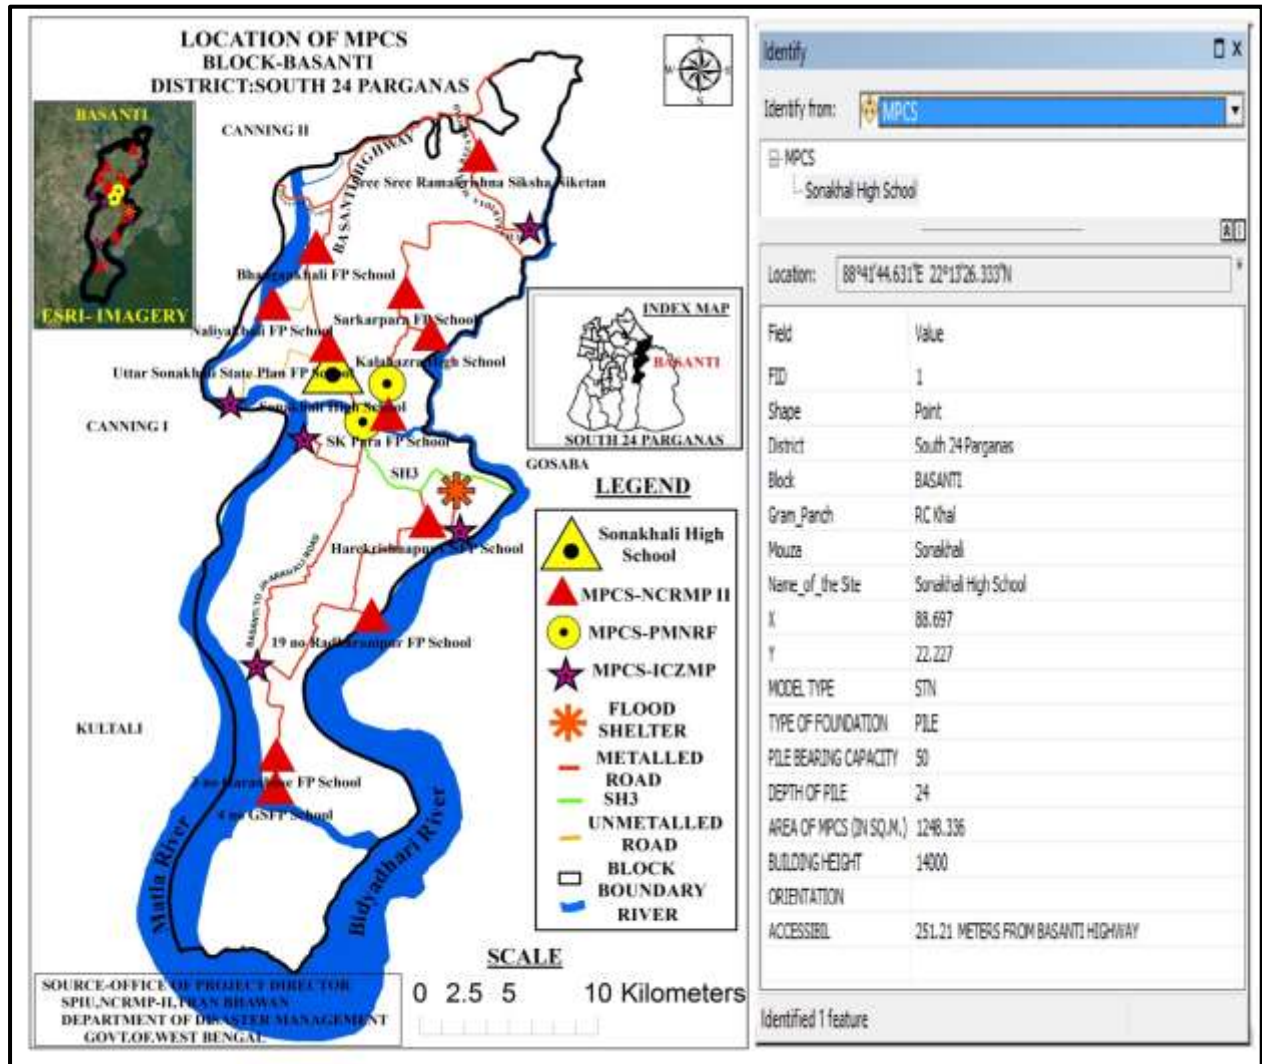 LOCATION OF MPCS
BLOCK-BASANTI
DISTRICT:SOUTH 24 PARGANAS
N
W
E
S
BASANTI
ESRI- IMAGERY
CANNING II
BASANTI HIGHWAY
Sree Sree Ramakrishna Siksha Niketan
Bhangankhali FP School
Naliyakhali FP School
Sarkarpara FP School
Kalahazra High School
Uttar Sonakhali State Plan FP School
Sonakhali High School
CANNING I
SK Para FP School
SH3
GOSABA
Harekrishnapur GSFP School
BASANTI TO JHARKHALI ROAD
19 no Radharanipur FP School
KULTALI
FP School
4 no GSFP School
Matla River
Bidyadhari River
INDEX MAP
BASANTI
SOUTH 24 PARGANAS
LEGEND
Sonakhali High
School
MPCS-NCRMP II
MPCS-PMNRF
MPCS-ICZMP
FLOOD
SHELTER
METALLED
ROAD
SH3
UNMETALLED
ROAD
BLOCK
BOUNDARY
RIVER
SCALE
0 2.5 5 10 Kilometers
SOURCE-OFFICE OF PROJECT DIRECTOR
SPIU,NCRMP-II,TRAN BHAWAN
DEPARTMENT OF DISASTER MANAGEMENT
GOVT.OF.WEST BENGAL
Identify
Identify from: MPCS
MPCS
Sonakhali High School
Location: 88°41'44.631"E 22°13'26.333"N
Field Value
FID 1
Shape Point
District South 24 Parganas
Block BASANTI
Gram_Panch RC Khal
Mouza Sonakhali
Name_of_the Site Sonakhali High School
X 88.697
Y 22.227
MODEL TYPE STN
TYPE OF FOUNDATION PILE
PILE BEARING CAPACITY 50
DEPTH OF PILE 24
AREA OF MPCS (IN SQ.M.) 1248.336
BUILDING HEIGHT 14000
ORIENTATION
ACCESSIBIL 251.21 METERS FROM BASANTI HIGHWAY
Identified 1 feature